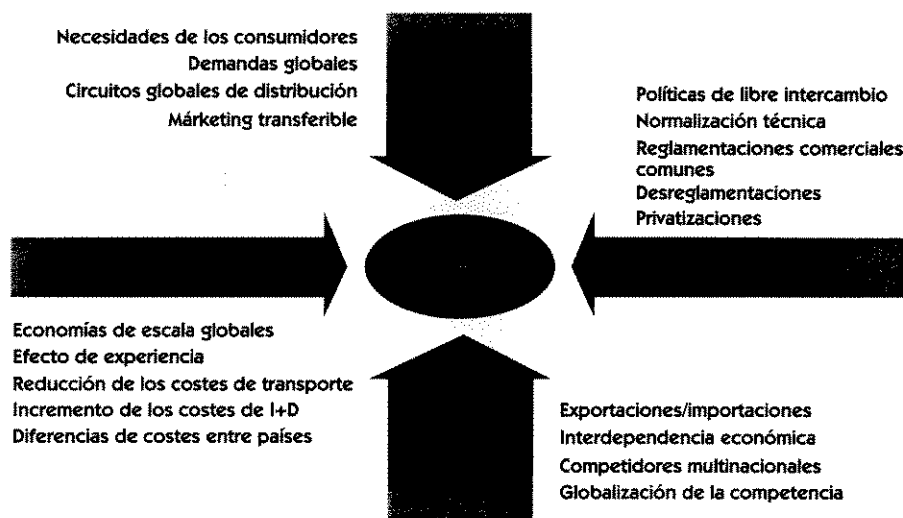 Necesidades de los consumidores
Demandas globales
Circuitos globales de distribución
Márketing transferible
Políticas de libre intercambio
Normalización técnica
Reglamentaciones comerciales
comunes
Desreglamentaciones
Privatizaciones
Economías de escala globales
Efecto de experiencia
Reducción de los costes de transporte
Incremento de los costes de I+D
Diferencias de costes entre países
Exportaciones/importaciones
Interdependencia económica
Competidores multinacionales
Globalización de la competencia